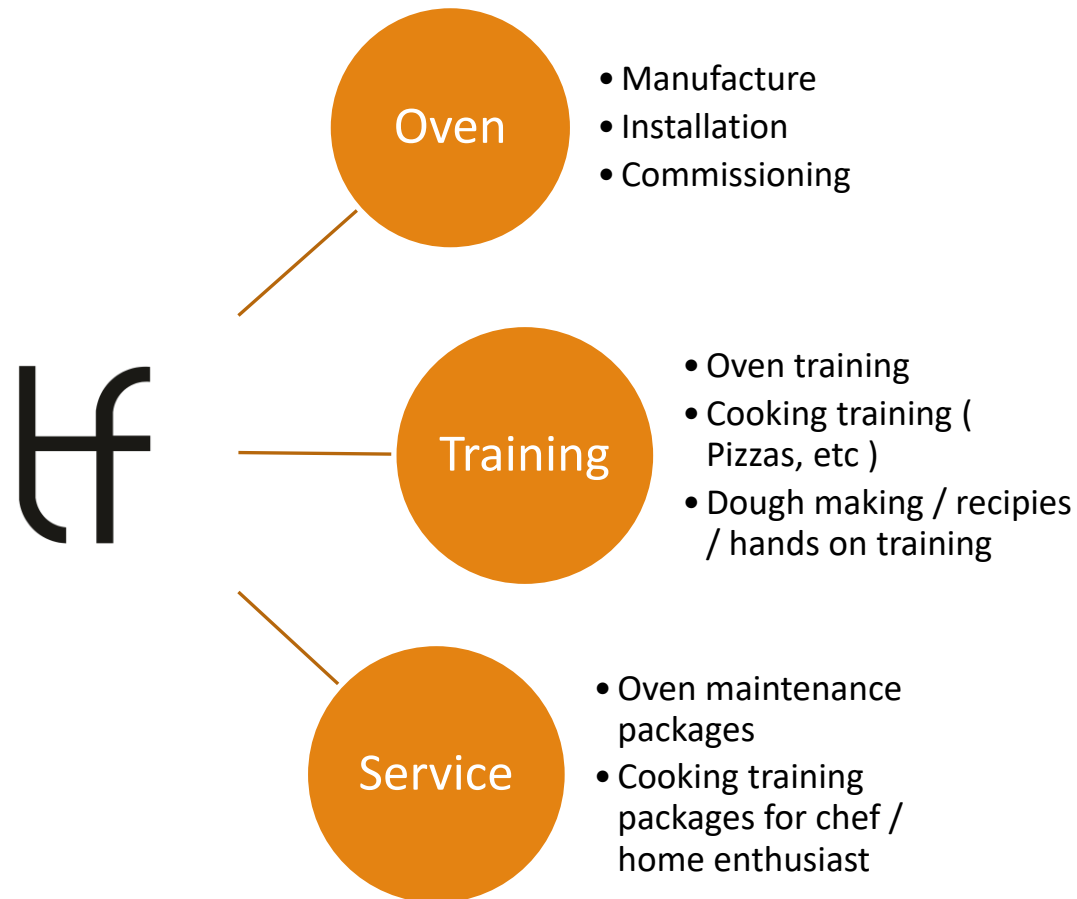 Oven
• Manufacture
• Installation
• Commissioning
tf
Training
• Oven training
• Cooking training (
Pizzas, etc )
• Dough making / recipies
/ hands on training
Service
• Oven maintenance
packages
• Cooking training
packages for chef /
home enthusiast